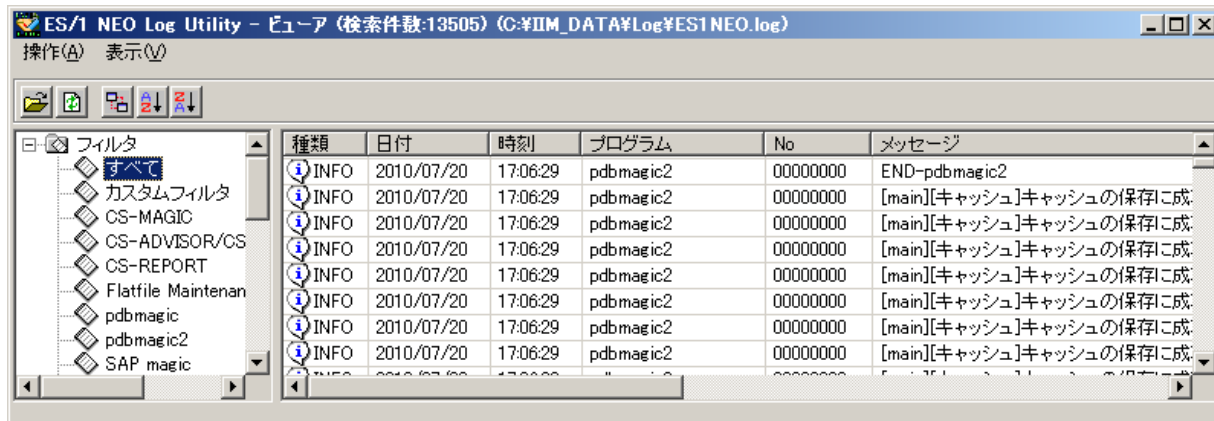 ES/1 NEO Log Utility - ビューア (検索件数:13505) (C:¥IIM_DATA¥Log¥ES1NEO.log)
操作(A) 表示(V)
フィルタ
すべて
カスタムフィルタ
CS-MAGIC
CS-ADVISOR/CS
CS-REPORT
Flatfile Maintenan
pdbmagic
pdbmagic2
SAP magic
種類 日付 時刻 プログラム No メッセージ
INFO 2010/07/20 17:06:29 pdbmagic2 00000000 END-pdbmagic2
INFO 2010/07/20 17:06:29 pdbmagic2 00000000 [main][キャッシュ]キャッシュの保存に成
INFO 2010/07/20 17:06:29 pdbmagic2 00000000 [main][キャッシュ]キャッシュの保存に成
INFO 2010/07/20 17:06:29 pdbmagic2 00000000 [main][キャッシュ]キャッシュの保存に成
INFO 2010/07/20 17:06:29 pdbmagic2 00000000 [main][キャッシュ]キャッシュの保存に成
INFO 2010/07/20 17:06:29 pdbmagic2 00000000 [main][キャッシュ]キャッシュの保存に成
INFO 2010/07/20 17:06:29 pdbmagic2 00000000 [main][キャッシュ]キャッシュの保存に成
INFO 2010/07/20 17:06:29 pdbmagic2 00000000 [main][キャッシュ]キャッシュの保存に成